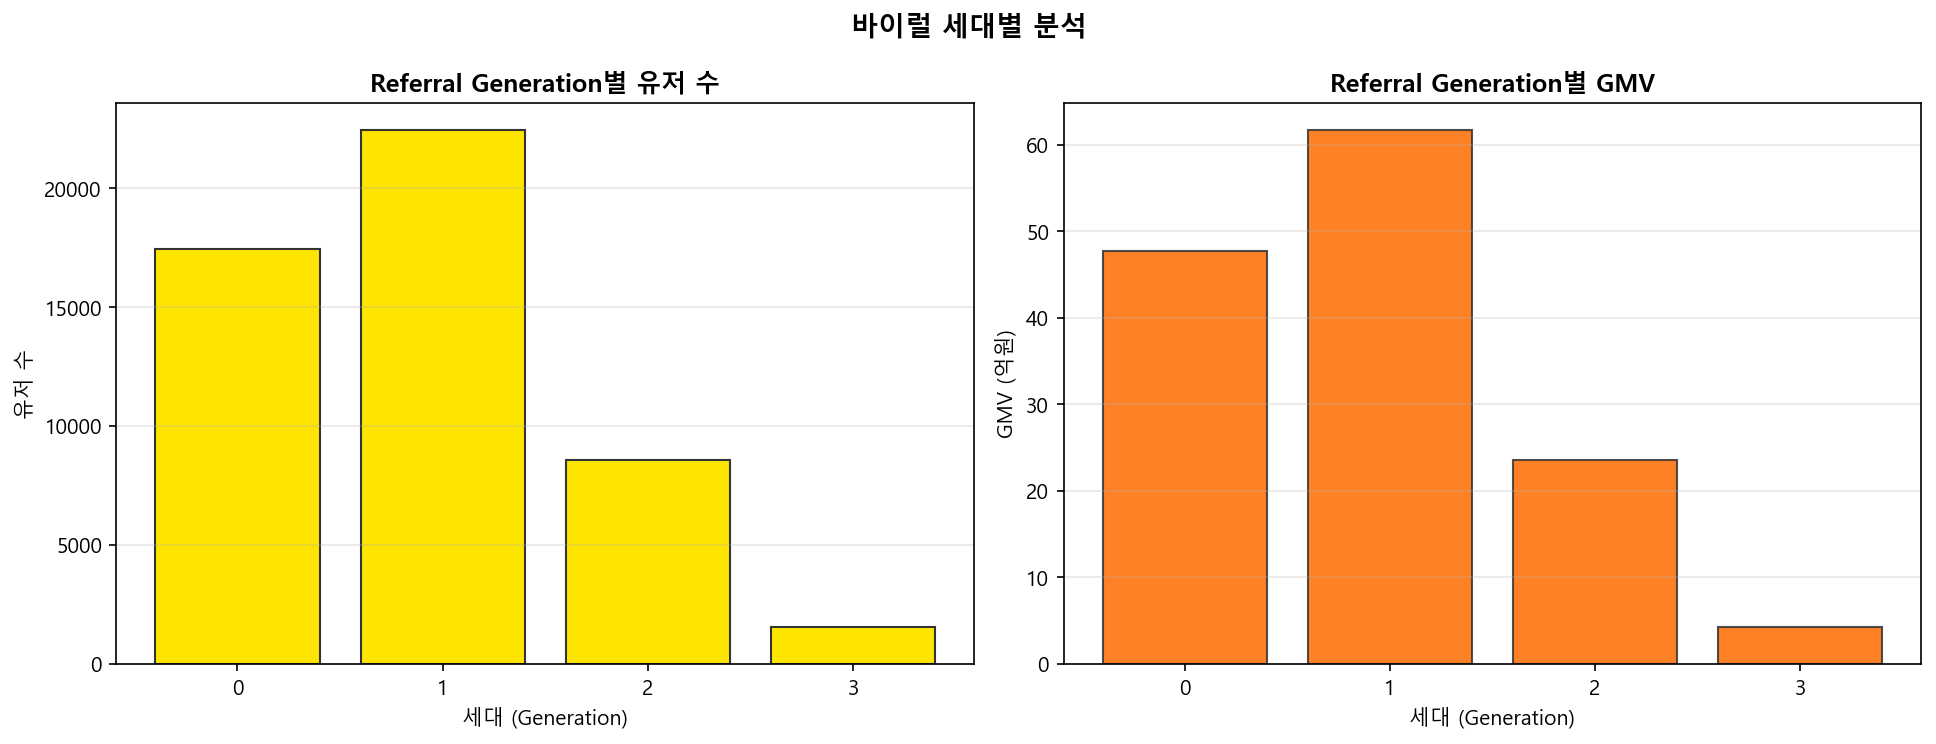 바이럴 세대별 분석
Referral Generation별 유저 수
유저 수
20000
15000
10000
5000
0
0 1 2 3
세대 (Generation)
Referral Generation별 GMV
GMV (억원)
60
50
40
30
20
10
0
0 1 2 3
세대 (Generation)